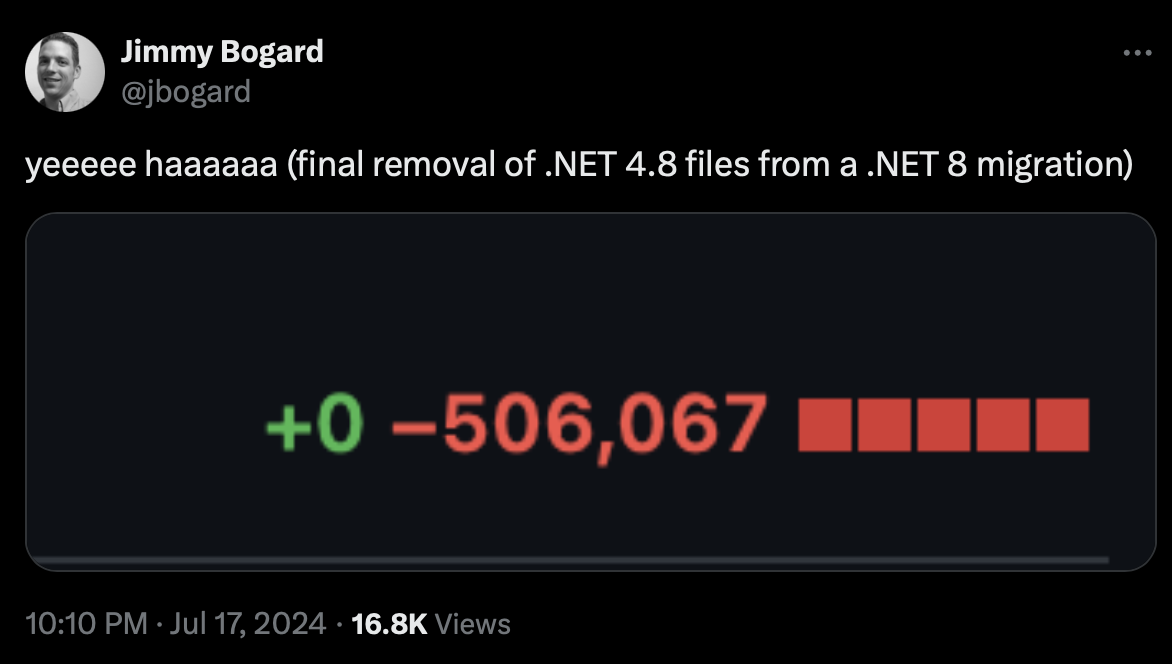 Jimmy Bogard
@jbogard
yeeeee haaaaaa (final removal of .NET 4.8 files from a .NET 8 migration)
+0 −506,067
10:10 PM · Jul 17, 2024 · 16.8K Views